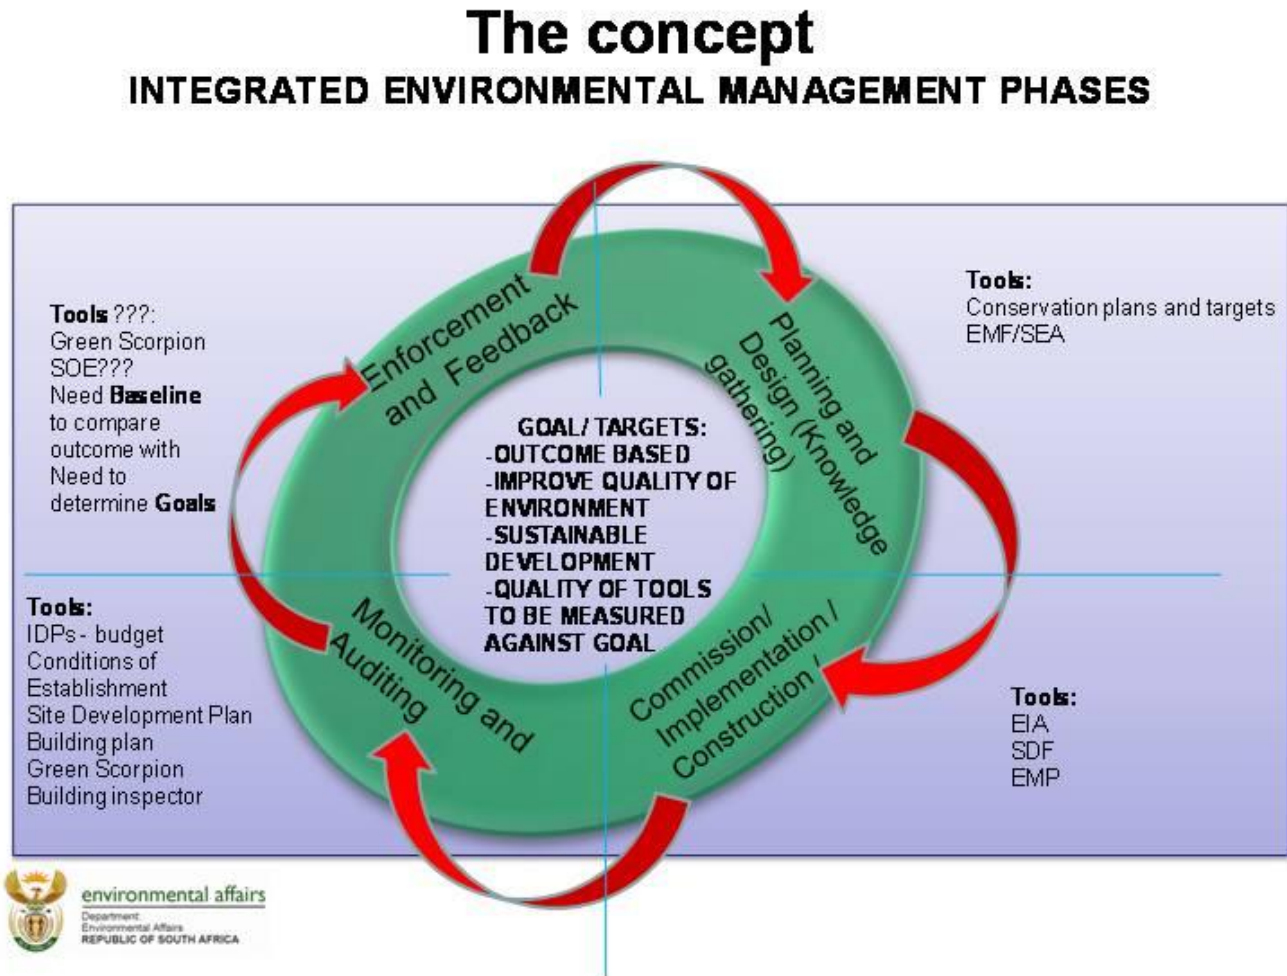 The concept
INTEGRATED ENVIRONMENTAL MANAGEMENT PHASES
Tools ???:
Green Scorpion
SOE???
Need Baseline
to compare
outcome with
Need to
determine Goals
Enforcement
and Feedback
Planning and
Design (Knowledge
gathering)
Tools:
Conservation plans and targets
EMF/SEA
GOAL/ TARGETS:
-OUTCOME BASED
-IMPROVE QUALITY OF
ENVIRONMENT
-SUSTAINABLE
DEVELOPMENT
-QUALITY OF TOOLS
TO BE MEASURED
AGAINST GOAL
Tools:
IDPs - budget
Conditions of
Establishment
Site Development Plan
Building plan
Green Scorpion
Building inspector
Monitoring and
Auditing
Commission/
Implementation /
Construction /
Tools:
EIA
SDF
EMP
environmental affairs
Department:
Environmental Affairs
REPUBLIC OF SOUTH AFRICA